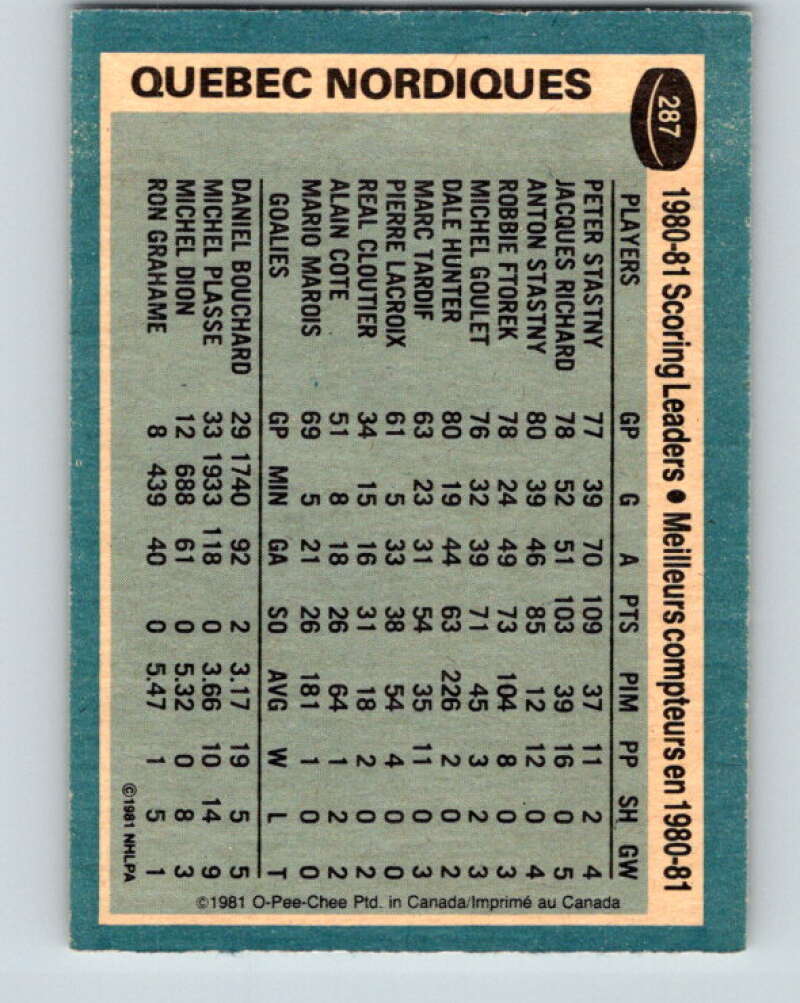 QUEBEC NORDIQUES
287
1980-81 Scoring Leaders • Meilleurs compteurs en 1980-81
PLAYERS GP G A PTS PIM PP SH GW
PETER STASTNY 77 39 70 109 37 11 2 4
JACQUES RICHARD 78 52 51 103 39 16 0 5
ANTON STASTNY 80 39 46 85 12 12 0 4
ROBBIE FTOREK 78 24 49 73 104 8 0 3
MICHEL GOULET 76 32 39 71 45 3 2 3
DALE HUNTER 80 19 44 63 226 2 0 2
MARC TARDIF 63 23 31 54 35 11 0 3
PIERRE LACROIX 61 5 33 38 54 4 0 0
REAL CLOUTIER 34 15 16 31 18 2 0 2
ALAIN COTE 51 8 18 26 64 1 2 2
MARIO MAROIS 69 5 21 26 181 1 0 0
GOALIES GP MIN GA SO AVG W L T
DANIEL BOUCHARD 29 1740 92 2 3.17 19 5 5
MICHEL PLASSE 33 1933 118 0 3.66 10 14 9
MICHEL DION 12 688 61 0 5.32 0 8 3
RON GRAHAME 8 439 40 0 5.47 1 5 1
©1981 NHLPA
©1981 O-Pee-Chee Ptd. in Canada/Imprimé au Canada